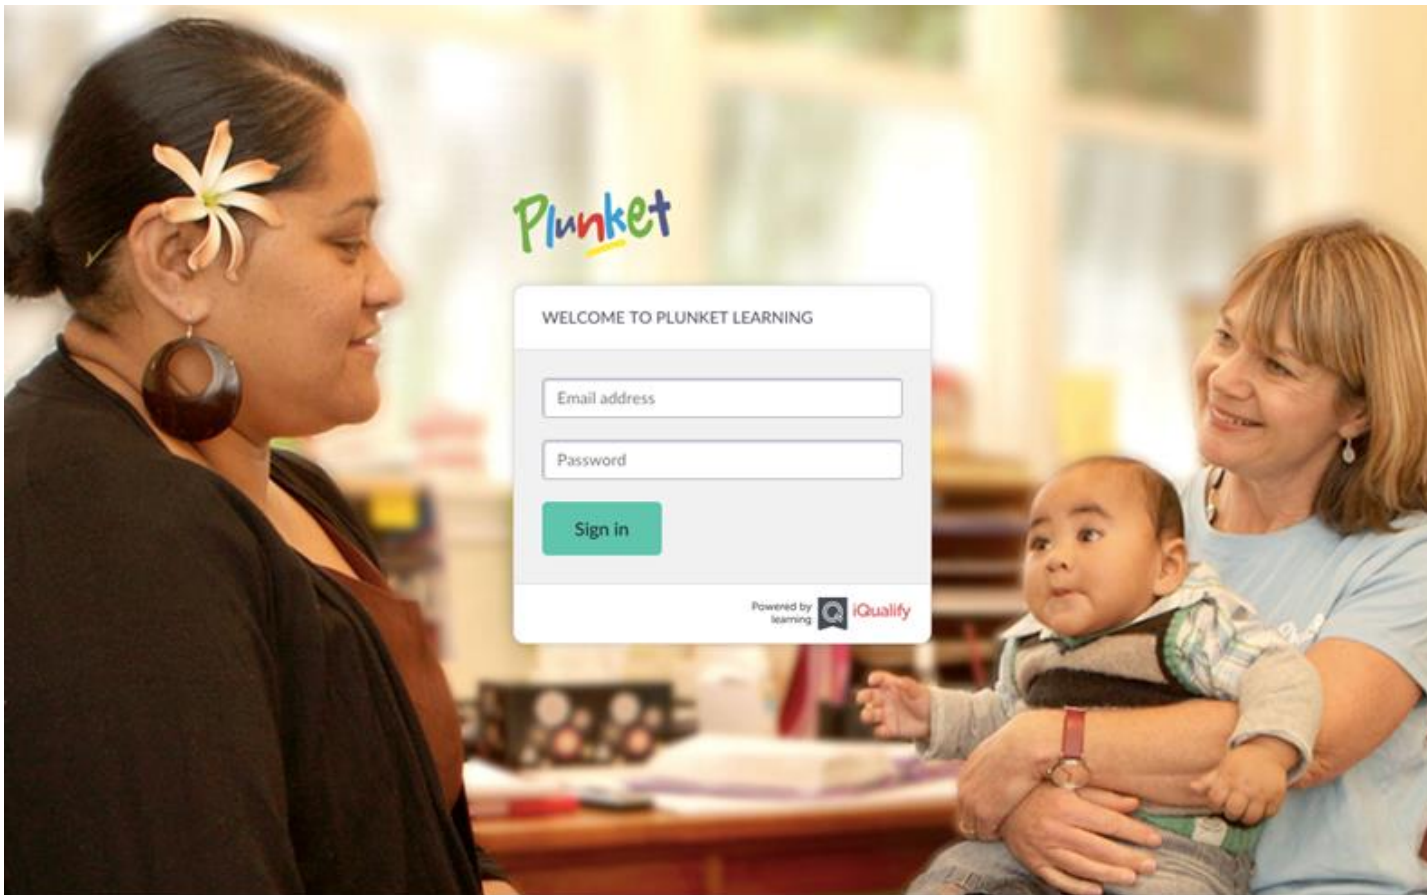 Plunket
WELCOME TO PLUNKET LEARNING
Email address
Password
Sign in
Powered by
learning
iQualify